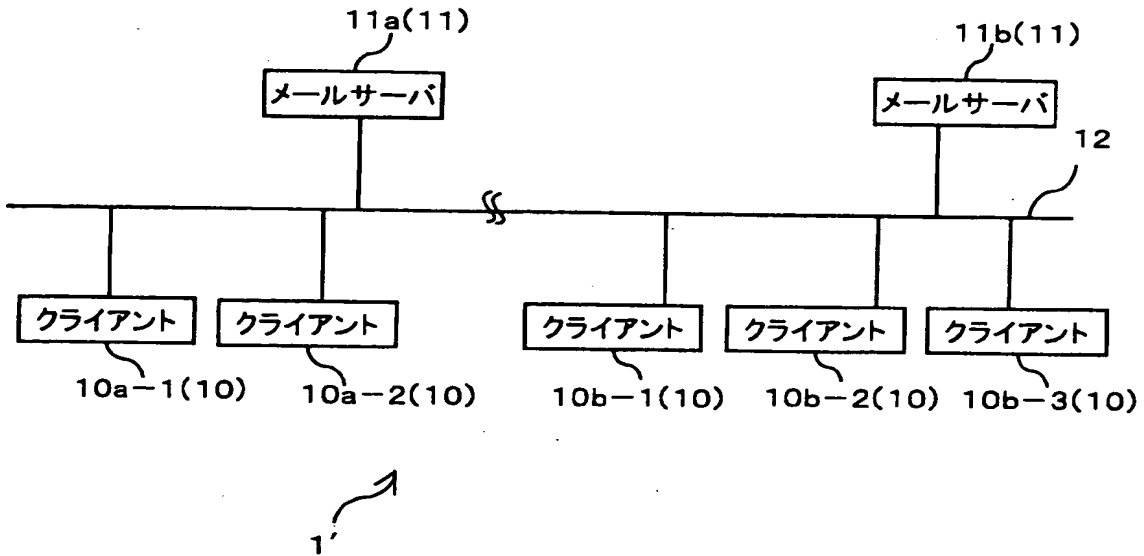 11a(11)
11b(11)
メールサーバ
メールサーバ
12
クライアント
クライアント
クライアント
クライアント
クライアント
10a-1(10)
10a-2(10)
10b-1(10)
10b-2(10)
10b-3(10)
1′